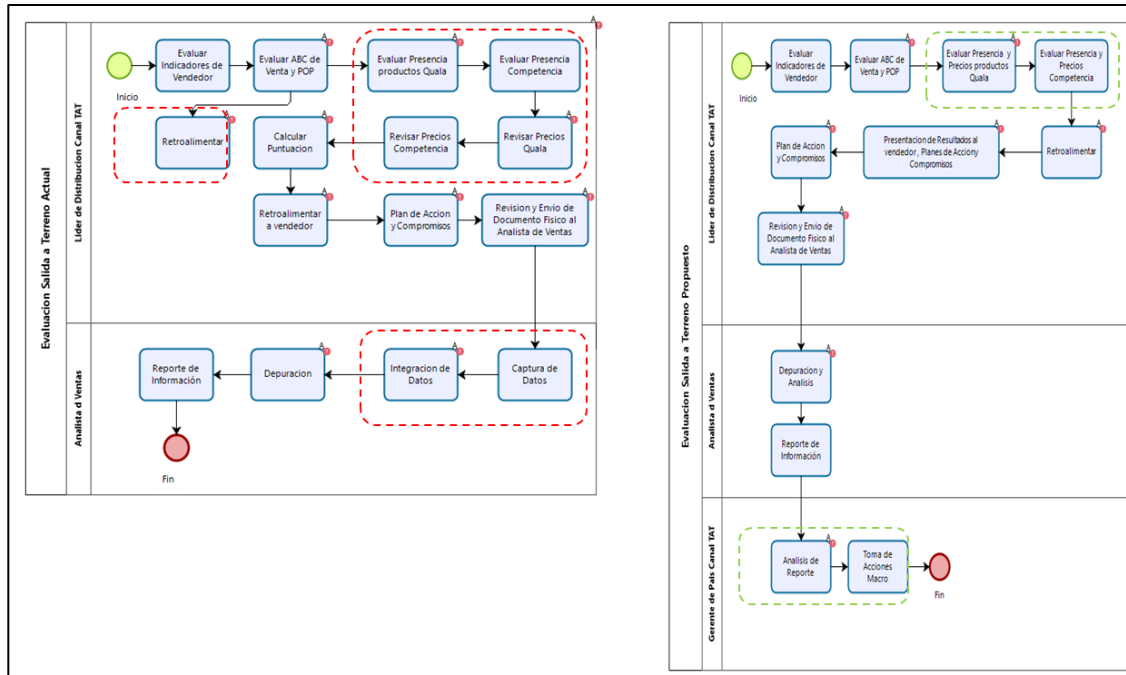 Evaluacion Salida a Terreno Actual
Lider de Distribucion Canal TAT
Inicio
Evaluar
Indicadores de
Vendedor
Evaluar ABC de
Venta y POP
Evaluar Presencia
productos Quala
Evaluar Presencia
Competencia
Retroalimentar
Calcular
Puntuacion
Revisar Precios
Competencia
Revisar Precios
Quala
Retroalimentar
a vendedor
Plan de Accion
y Compromisos
Revision y Envio de
Documento Fisico al
Analista de Ventas
Analista d Ventas
Reporte de
Información
Depuracion
Integracion de
Datos
Captura de
Datos
Fin
Evaluacion Salida a Terreno Propuesto
Lider de Distribucion Canal TAT
Inicio
Evaluar
Indicadores de
Vendedor
Evaluar ABC de
Venta y POP
Evaluar Presencia y
Precios productos
Quala
Evaluar Presencia y
Precios
Competencia
Plan de Accion
y Compromisos
Presentacion de Resultados al
vendedor , Planes de Accion y
Compromisos
Retroalimentar
Revision y Envio de
Documento Fisico al
Analista de Ventas
Analista d Ventas
Depuracion y
Analisis
Reporte de
Información
Gerente de Pais Canal TAT
Analisis de
Reporte
Toma de
Acciones
Macro
Fin